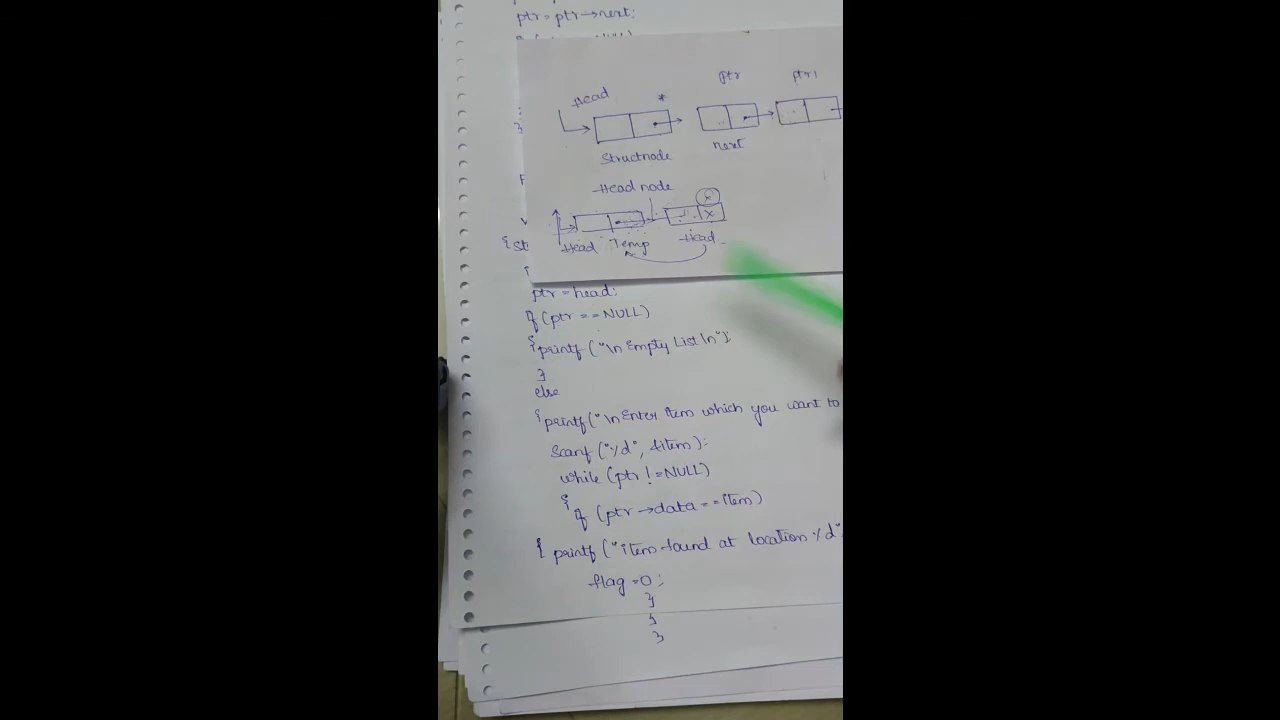 ptr = ptr → next;
Head
*
ptr
ptr1
Structnode
next
Head node
x
x
Head Temp Head
}
{st
ptr = head;
if (ptr == NULL)
{printf ("\n Empty List \n");
}
else
{printf("\n Enter item which you want to
Scanf ("%d", &item);
while (ptr != NULL)
{
if (ptr → data == item)
{ printf ("item found at location %d"
flag = 0;
}
}
}